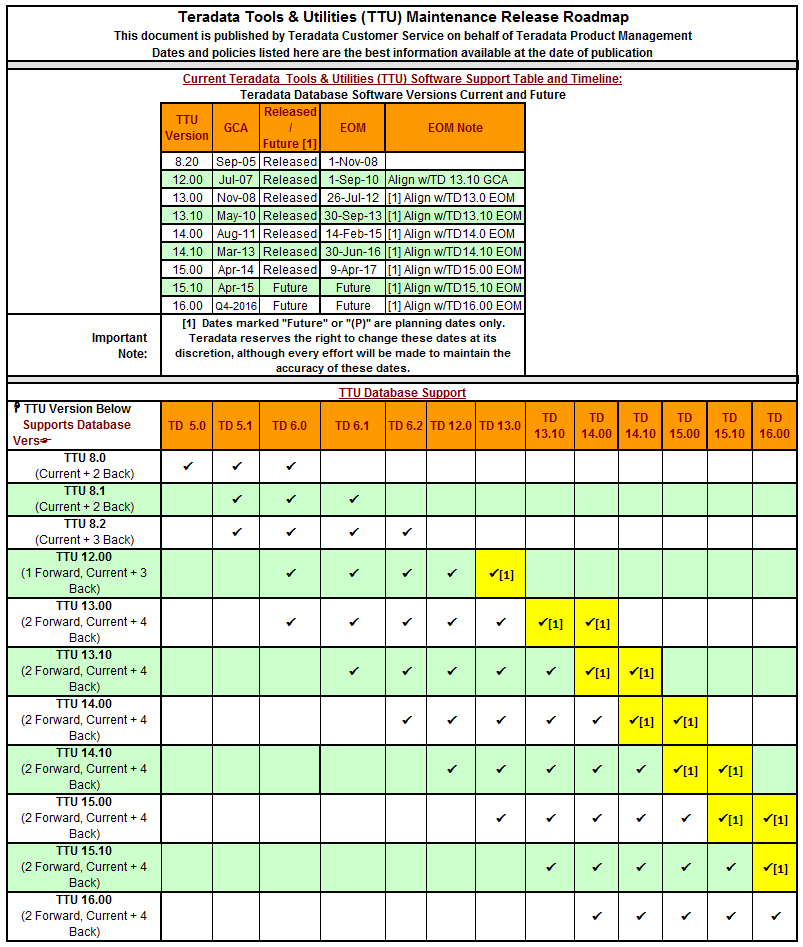 Teradata Tools & Utilities (TTU) Maintenance Release Roadmap
This document is published by Teradata Customer Service on behalf of Teradata Product Management
Dates and policies listed here are the best information available at the date of publication
Current Teradata Tools & Utilities (TTU) Software Support Table and Timeline:
Teradata Database Software Versions Current and Future
TTU Version GCA Released / Future [1] EOM EOM Note
8.20 Sep-05 Released 1-Nov-08
12.00 Jul-07 Released 1-Sep-10 Align w/TD 13.10 GCA
13.00 Nov-08 Released 26-Jul-12 [1] Align w/TD13.0 EOM
13.10 May-10 Released 30-Sep-13 [1] Align w/TD13.10 EOM
14.00 Aug-11 Released 14-Feb-15 [1] Align w/TD14.0 EOM
14.10 Mar-13 Released 30-Jun-16 [1] Align w/TD14.10 EOM
15.00 Apr-14 Released 9-Apr-17 [1] Align w/TD15.00 EOM
15.10 Apr-15 Future Future [1] Align w/TD15.10 EOM
16.00 Q4-2016 Future Future [1] Align w/TD16.00 EOM
Important
Note:
[1] Dates marked "Future" or "(P)" are planning dates only.
Teradata reserves the right to change these dates at its
discretion, although every effort will be made to maintain the
accuracy of these dates.
TTU Database Support
TTU Version Below
Supports Database
Vers
TD 5.0 TD 5.1 TD 6.0 TD 6.1 TD 6.2 TD 12.0 TD 13.0 TD 13.10 TD 14.00 TD 14.10 TD 15.00 TD 15.10 TD 16.00
TTU 8.0
(Current + 2 Back) ✓ ✓ ✓
TTU 8.1
(Current + 2 Back) ✓ ✓ ✓
TTU 8.2
(Current + 3 Back) ✓ ✓ ✓ ✓
TTU 12.00
(1 Forward, Current + 3 ✓ ✓ ✓ ✓ ✓[1]
Back)
TTU 13.00
(2 Forward, Current + 4 ✓ ✓ ✓ ✓ ✓ ✓[1] ✓[1]
Back)
TTU 13.10
(2 Forward, Current + 4 ✓ ✓ ✓ ✓ ✓ ✓[1] ✓[1]
Back)
TTU 14.00
(2 Forward, Current + 4 ✓ ✓ ✓ ✓ ✓ ✓[1] ✓[1]
Back)
TTU 14.10
(2 Forward, Current + 4 ✓ ✓ ✓ ✓ ✓ ✓[1] ✓[1]
Back)
TTU 15.00
(2 Forward, Current + 4 ✓ ✓ ✓ ✓ ✓ ✓[1] ✓[1]
Back)
TTU 15.10
(2 Forward, Current + 4 ✓ ✓ ✓ ✓ ✓ ✓[1]
Back)
TTU 16.00
(2 Forward, Current + 4 ✓ ✓ ✓ ✓ ✓
Back)